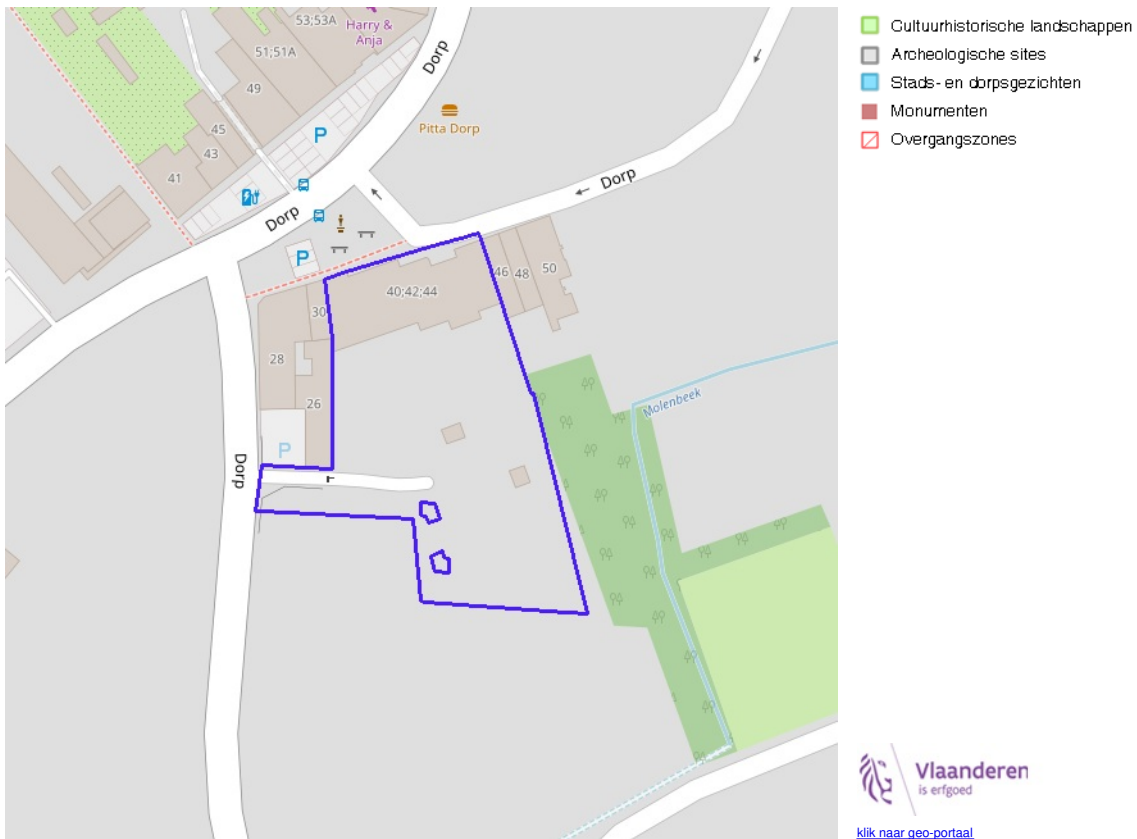 53;53A
Harry &
Anja
51;51A
49
45
43
41
P
Dorp
Pitta Dorp
Dorp
Dorp
P
40;42;44
46
48
50
30
28
26
P
Dorp
Molenbeek
Cultuurhistorische landschappen
Archeologische sites
Stads- en dorpsgezichten
Monumenten
Overgangszones
Vlaanderen
is erfgoed
klik naar geo-portaal